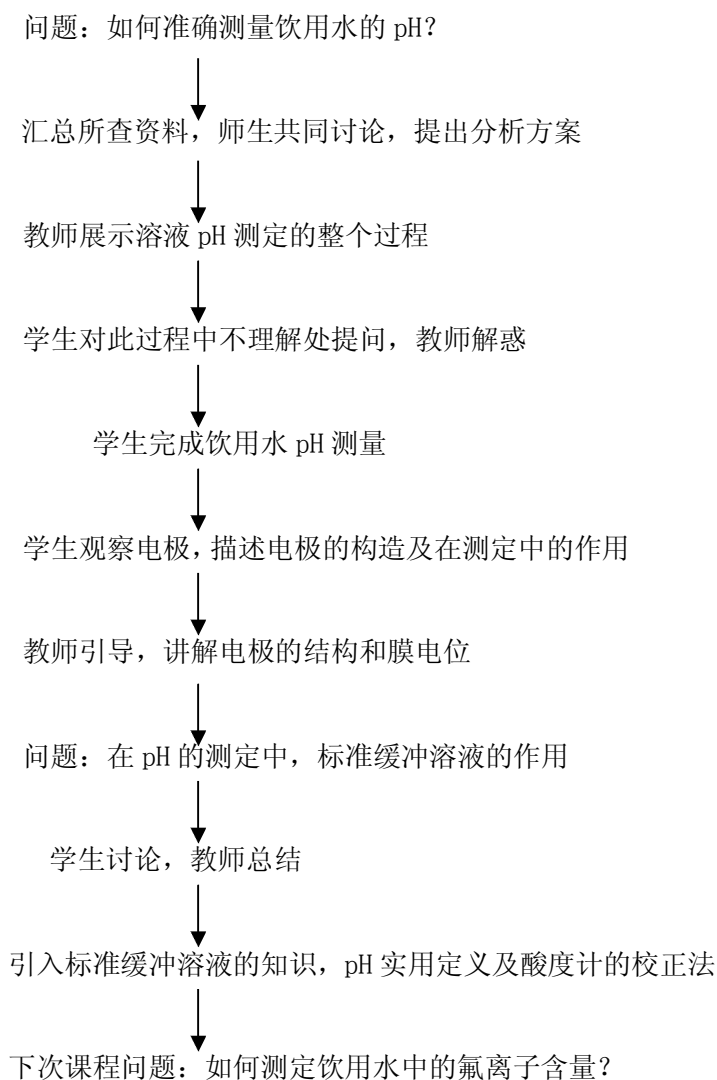 问题：如何准确测量饮用水的 pH？
汇总所查资料，师生共同讨论，提出分析方案
教师展示溶液 pH 测定的整个过程
学生对此过程中不理解处提问，教师解惑
学生完成饮用水 pH 测量
学生观察电极，描述电极的构造及在测定中的作用
教师引导，讲解电极的结构和膜电位
问题：在 pH 的测定中，标准缓冲溶液的作用
学生讨论，教师总结
引入标准缓冲溶液的知识，pH 实用定义及酸度计的校正法
下次课程问题：如何测定饮用水中的氟离子含量？